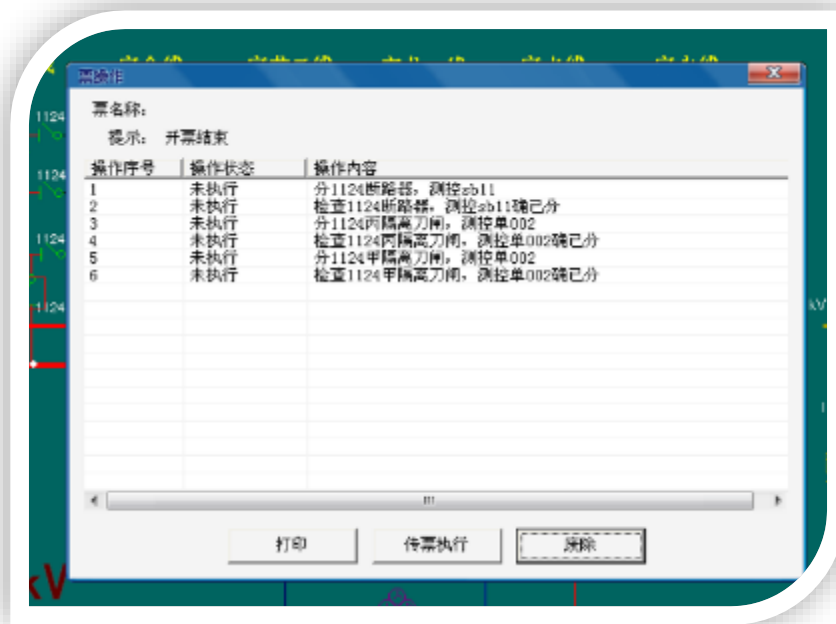 票操作
票名称:
提示: 开票结束
操作序号 操作状态 操作内容
1 未执行 分1124断路器, 测控zb11
2 未执行 检查1124断路器, 测控zb11确已分
3 未执行 分1124丙隔离刀闸, 测控单002
4 未执行 检查1124丙隔离刀闸, 测控单002确已分
5 未执行 分1124甲隔离刀闸, 测控单002
6 未执行 检查1124甲隔离刀闸, 测控单002确已分
打印 传票执行 废除
1124
1124
1124
1124
kV
kV